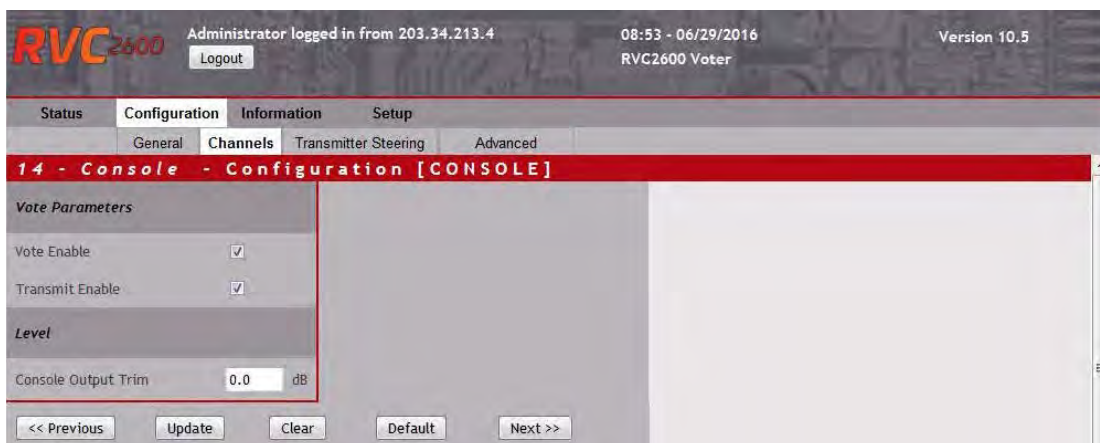 RVC2600 Administrator logged in from 203.34.213.4 08:53 - 06/29/2016 Version 10.5
Logout RVC2600 Voter
Status Configuration Information Setup
General Channels Transmitter Steering Advanced
14 - Console - Configuration [CONSOLE]
Vote Parameters
Vote Enable
Transmit Enable
Level
Console Output Trim 0.0 dB
<< Previous Update Clear Default Next >>